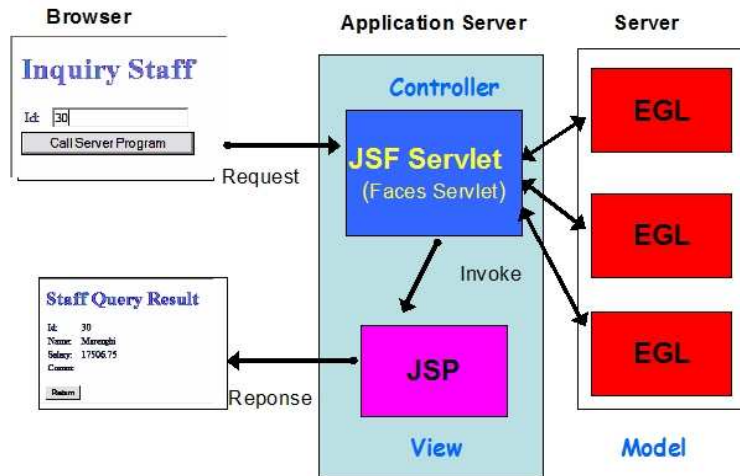 Browser
Application Server
Server
Inquiry Staff
Id: 30
Call Server Program
Request
Controller
JSF Servlet
(Faces Servlet)
EGL
EGL
EGL
Invoke
Staff Query Result
Id: 30
Name: Marenghi
Salary: 17506.75
Comm:
Return
Reponse
JSP
View
Model